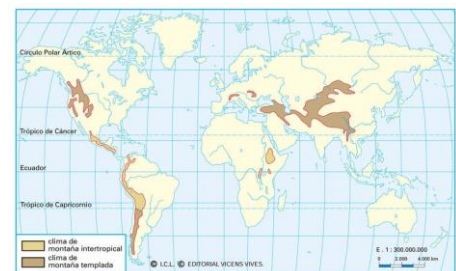 Círculo Polar Ártico
Trópico de Cáncer
Ecuador
Trópico de Capricornio
clima de
montaña intertropical
clima de
montaña templada
© I.C.L. © EDITORIAL VICENS VIVES
E . 1 : 300.000.000
0 2.000 4.000 km